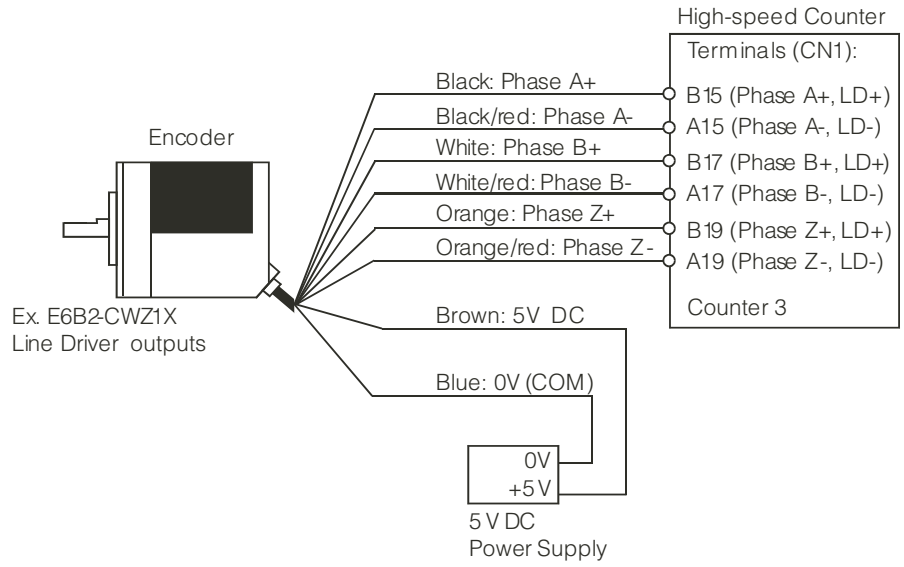 High-speed Counter
Terminals (CN1):
Black: Phase A+
B15 (Phase A+, LD+)
Black/red: Phase A-
A15 (Phase A-, LD-)
Encoder
White: Phase B+
B17 (Phase B+, LD+)
White/red: Phase B-
A17 (Phase B-, LD-)
Orange: Phase Z+
B19 (Phase Z+, LD+)
Orange/red: Phase Z-
A19 (Phase Z-, LD-)
Counter 3
Ex. E6B2-CWZ1X
Line Driver outputs
Brown: 5V DC
Blue: 0V (COM)
0V
+5V
5 V DC
Power Supply